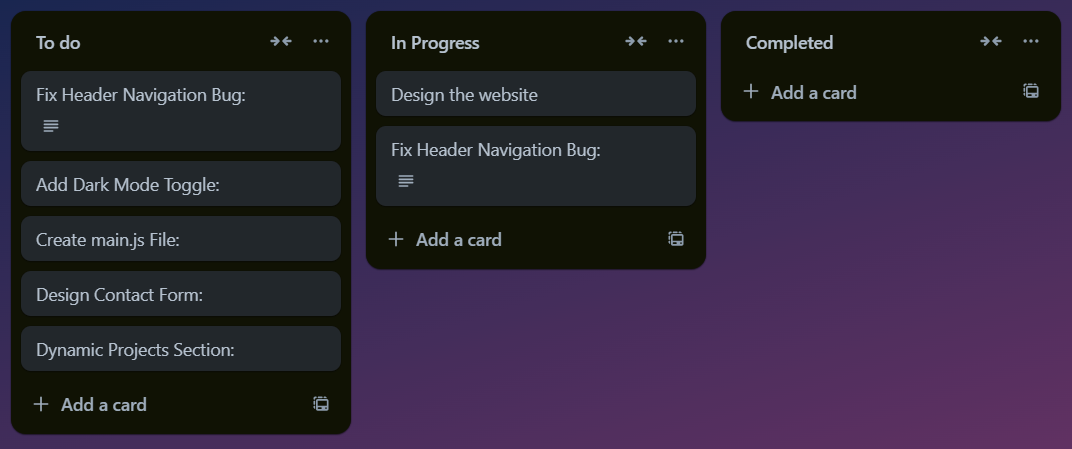 To do
Fix Header Navigation Bug:
Add Dark Mode Toggle:
Create main.js File:
Design Contact Form:
Dynamic Projects Section:
+ Add a card
In Progress
Design the website
Fix Header Navigation Bug:
+ Add a card
Completed
+ Add a card